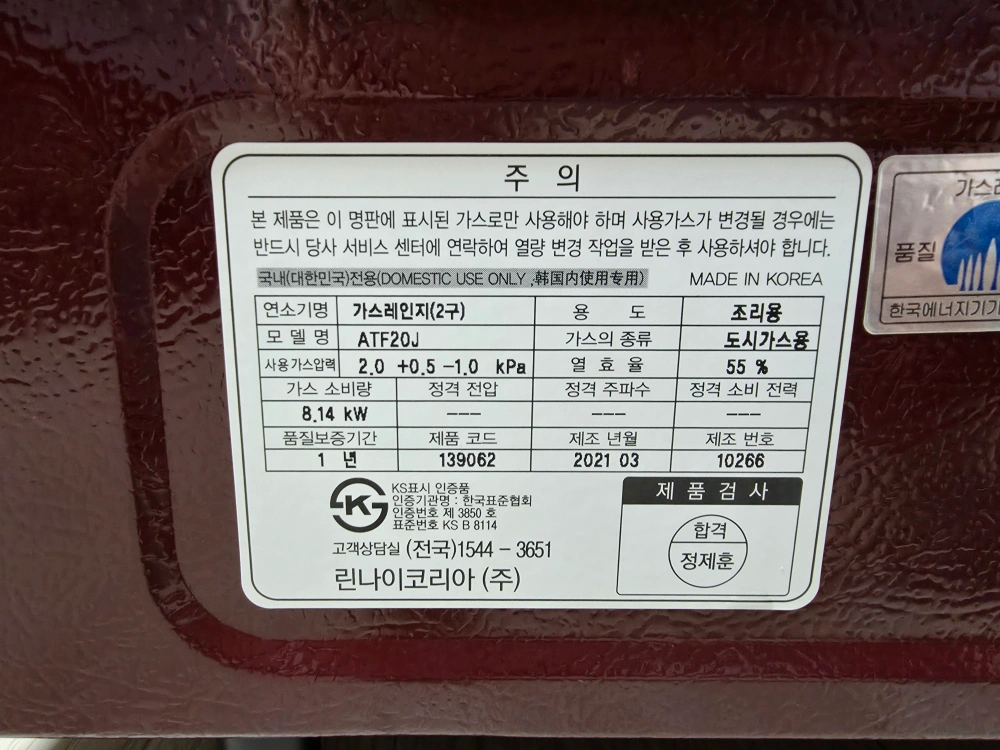 주 의
본 제품은 이 명판에 표시된 가스로만 사용해야 하며 사용가스가 변경될 경우에는
반드시 당사 서비스 센터에 연락하여 열량 변경 작업을 받은 후 사용하셔야 합니다.
국내(대한민국)전용(DOMESTIC USE ONLY ,韩国内使用专用) MADE IN KOREA
연소기명 가스레인지(2구) 용 도 조리용
모 델 명 ATF20J 가스의 종류 도시가스용
사용가스압력 2.0 +0.5 -1.0 kPa 열 효 율 55 %
가스 소비량 정격 전압 정격 주파수 정격 소비 전력
8.14 kW --- --- ---
품질보증기간 제품 코드 제조 년월 제조 번호
1 년 139062 2021 03 10266
KS표시 인증품
인증기관명 : 한국표준협회
인증번호 제 3850 호
표준번호 KS B 8114
고객상담실 (전국)1544 - 3651
린나이코리아 (주)
제 품 검 사
합격
정제훈
품질